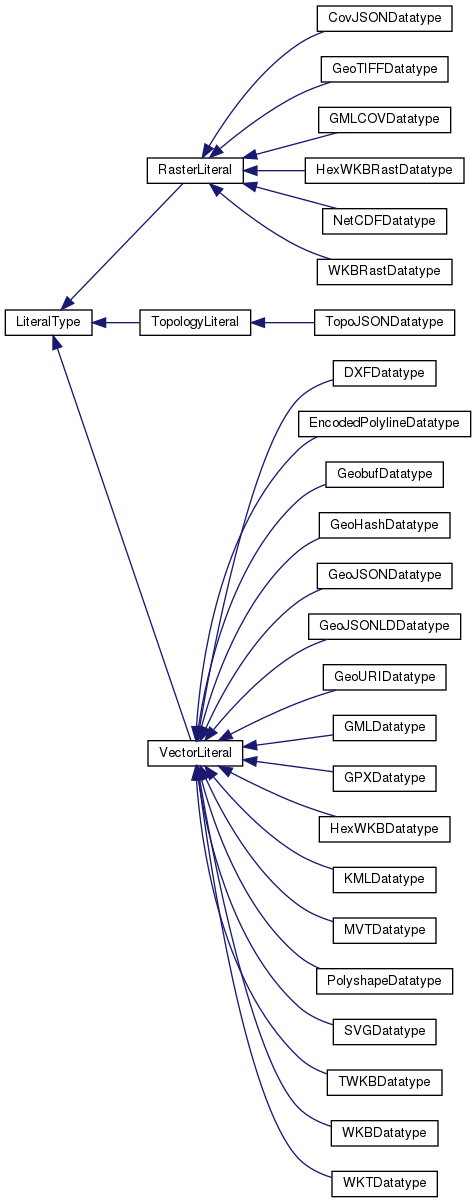 CovJSONDatatype
GeoTIFFDatatype
GMLCOVDatatype
RasterLiteral
HexWKBRastDatatype
NetCDFDatatype
WKBRastDatatype
LiteralType
TopologyLiteral
TopoJSONDatatype
DXFDatatype
EncodedPolylineDatatype
GeobufDatatype
GeoHashDatatype
GeoJSONDatatype
GeoJSONLDDatatype
GeoURIDatatype
GMLDatatype
VectorLiteral
GPXDatatype
HexWKBDatatype
KMLDatatype
MVTDatatype
PolyshapeDatatype
SVGDatatype
TWKBDatatype
WKBDatatype
WKTDatatype